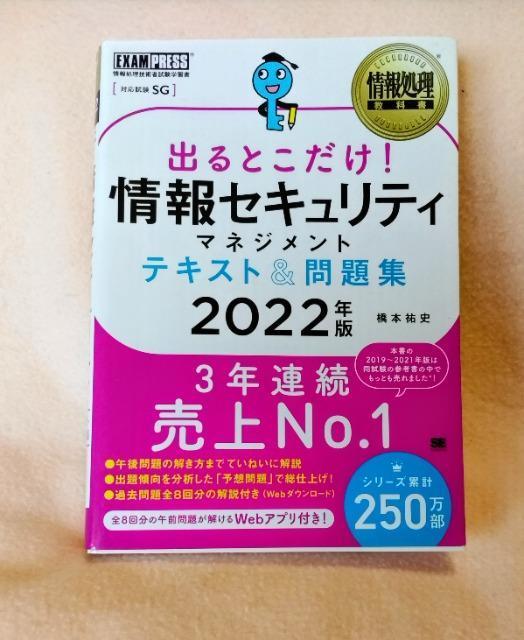 EXAMPRESS
情報処理技術者試験学習書
[対応試験 SG]
情報処理
教科書
出るとこだけ!
情報セキュリティ
マネジメント
テキスト&問題集
2022年版
橋本祐史
本書の
2019~2021年版は
同試験の参考書の中で
もっとも売れました*!
3年連続
売上No.1
SE
●午後問題の解き方までていねいに解説
●出題傾向を分析した「予想問題」で総仕上げ!
●過去問題全8回分の解説付き(Webダウンロード)
全8回分の午前問題が解けるWebアプリ付き!
シリーズ累計
250万部